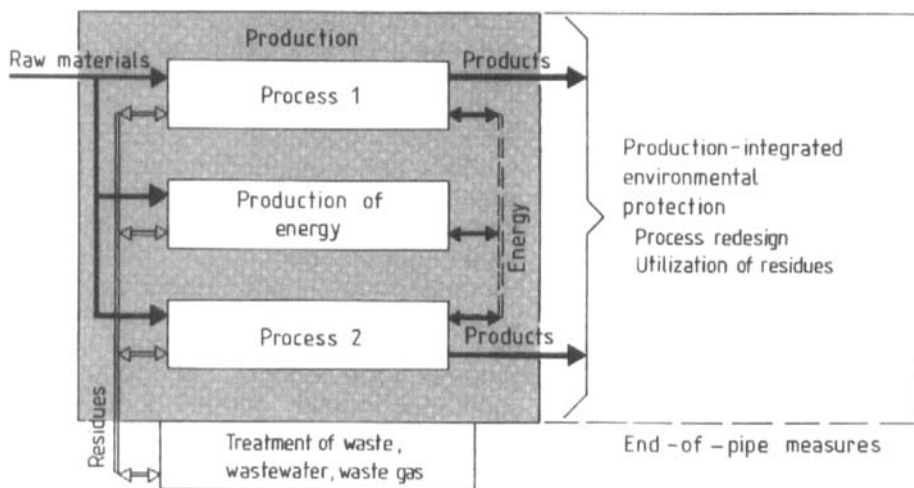 Production
Raw materials
Products
Process 1
Production of
energy
Energy
Process 2
Products
Residues
Treatment of waste,
wastewater, waste gas
Production-integrated
environmental
protection
Process redesign
Utilization of residues
End-of-pipe measures